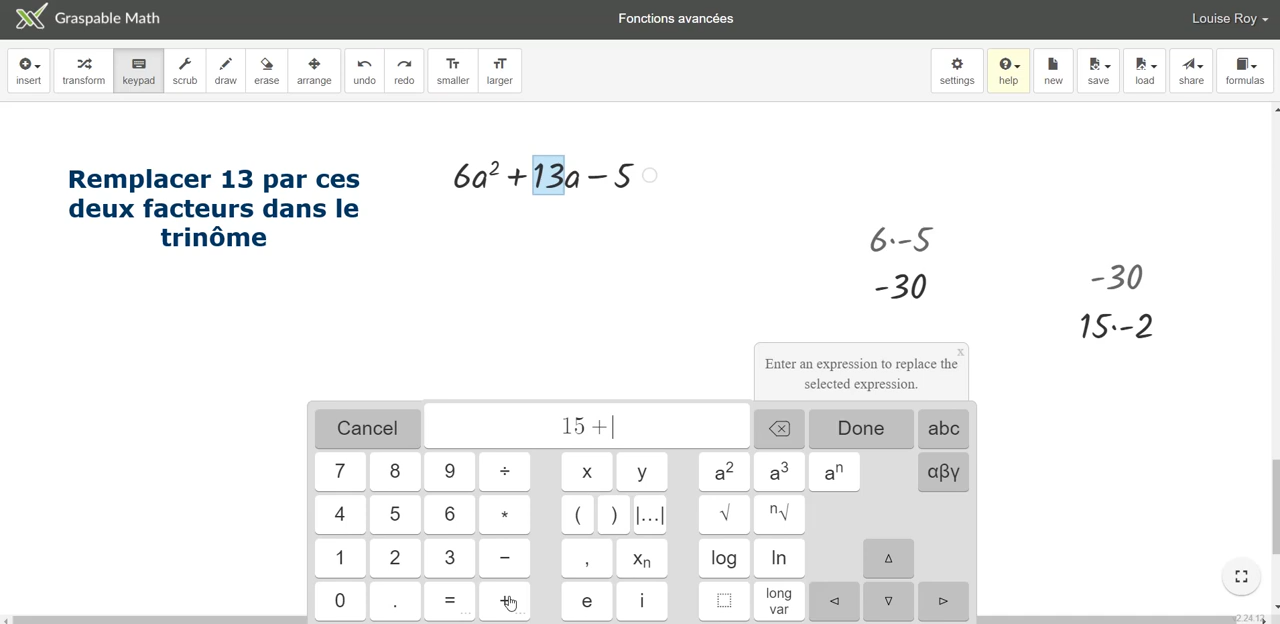 Graspable Math
Fonctions avancées
Louise Roy
insert
transform
keypad
scrub
draw
erase
arrange
undo
redo
smaller
larger
settings
help
new
save
load
share
formulas
Remplacer 13 par ces
deux facteurs dans le
trinôme
6a² + 13a − 5
6·-5
-30
-30
15·-2
x
Enter an expression to replace the
selected expression.
Cancel
15 +
Done
abc
7 8 9 ÷ x y a² a³ aⁿ αβγ
4 5 6 * ( ) |...| √ ⁿ√
1 2 3 − , xₙ log ln
0 . = + e i long
var
2.24.12